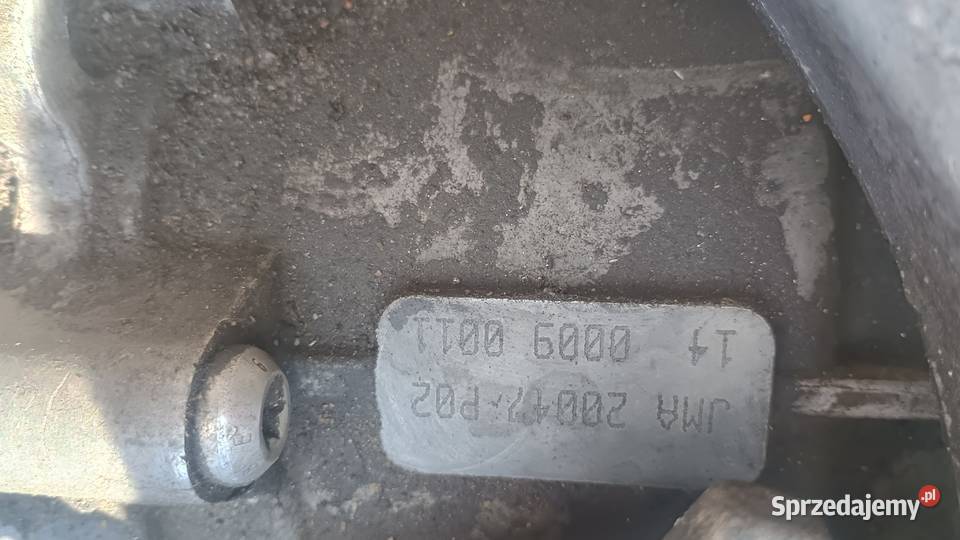 JMA 20047 P02
14 0009 0011
Sprzedajemy.pl